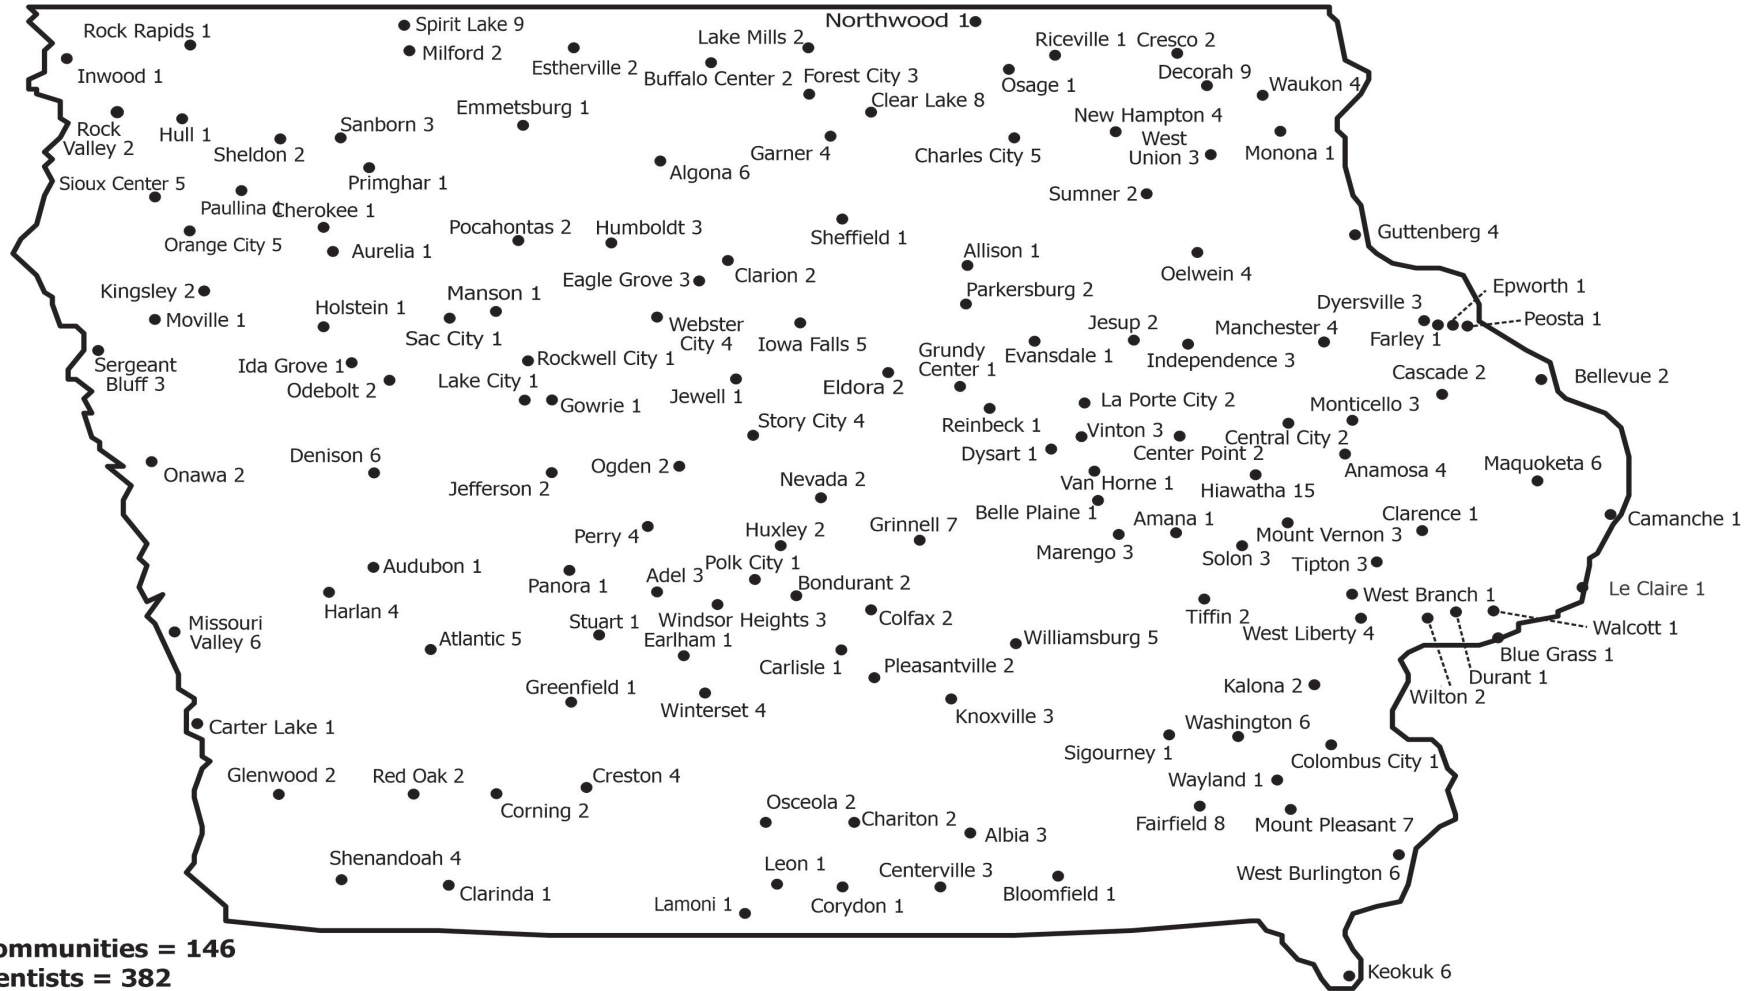 Northwood 1
Spirit Lake 9
Rock Rapids 1
Lake Mills 2
Riceville 1
Cresco 2
Milford 2
Estherville 2
Inwood 1
Buffalo Center 2
Forest City 3
Osage 1
Decorah 9
Waukon 4
Clear Lake 8
Emmetsburg 1
New Hampton 4
Rock
Valley 2
Hull 1
Sanborn 3
Sheldon 2
Garner 4
Charles City 5
West
Union 3
Monona 1
Algona 6
Sioux Center 5
Primghar 1
Sumner 2
Paullina 1
Cherokee 1
Pocahontas 2
Humboldt 3
Sheffield 1
Guttenberg 4
Orange City 5
Aurelia 1
Allison 1
Clarion 2
Oelwein 4
Eagle Grove 3
Kingsley 2
Manson 1
Parkersburg 2
Epworth 1
Holstein 1
Dyersville 3
Moville 1
Peosta 1
Webster
City 4
Jesup 2
Manchester 4
Sac City 1
Iowa Falls 5
Farley 1
Grundy
Center 1
Evansdale 1
Independence 3
Sergeant
Bluff 3
Ida Grove 1
Rockwell City 1
Cascade 2
Bellevue 2
Odebolt 2
Lake City 1
Eldora 2
Jewell 1
Gowrie 1
La Porte City 2
Monticello 3
Story City 4
Reinbeck 1
Vinton 3
Central City 2
Dysart 1
Center Point 2
Denison 6
Ogden 2
Anamosa 4
Maquoketa 6
Onawa 2
Nevada 2
Van Horne 1
Jefferson 2
Hiawatha 15
Belle Plaine 1
Amana 1
Clarence 1
Camanche 1
Perry 4
Huxley 2
Grinnell 7
Mount Vernon 3
Marengo 3
Solon 3
Tipton 3
Audubon 1
Polk City 1
Panora 1
Adel 3
Bondurant 2
Le Claire 1
West Branch 1
Harlan 4
Windsor Heights 3
Colfax 2
Tiffin 2
Stuart 1
Missouri
Valley 6
Walcott 1
West Liberty 4
Atlantic 5
Earlham 1
Williamsburg 5
Blue Grass 1
Carlisle 1
Pleasantville 2
Durant 1
Greenfield 1
Kalona 2
Wilton 2
Winterset 4
Knoxville 3
Washington 6
Carter Lake 1
Sigourney 1
Colombus City 1
Glenwood 2
Red Oak 2
Creston 4
Wayland 1
Corning 2
Osceola 2
Chariton 2
Fairfield 8
Mount Pleasant 7
Albia 3
Shenandoah 4
Leon 1
Centerville 3
West Burlington 6
Clarinda 1
Bloomfield 1
Lamoni 1
Corydon 1
ommunities = 146
Keokuk 6
entists = 382